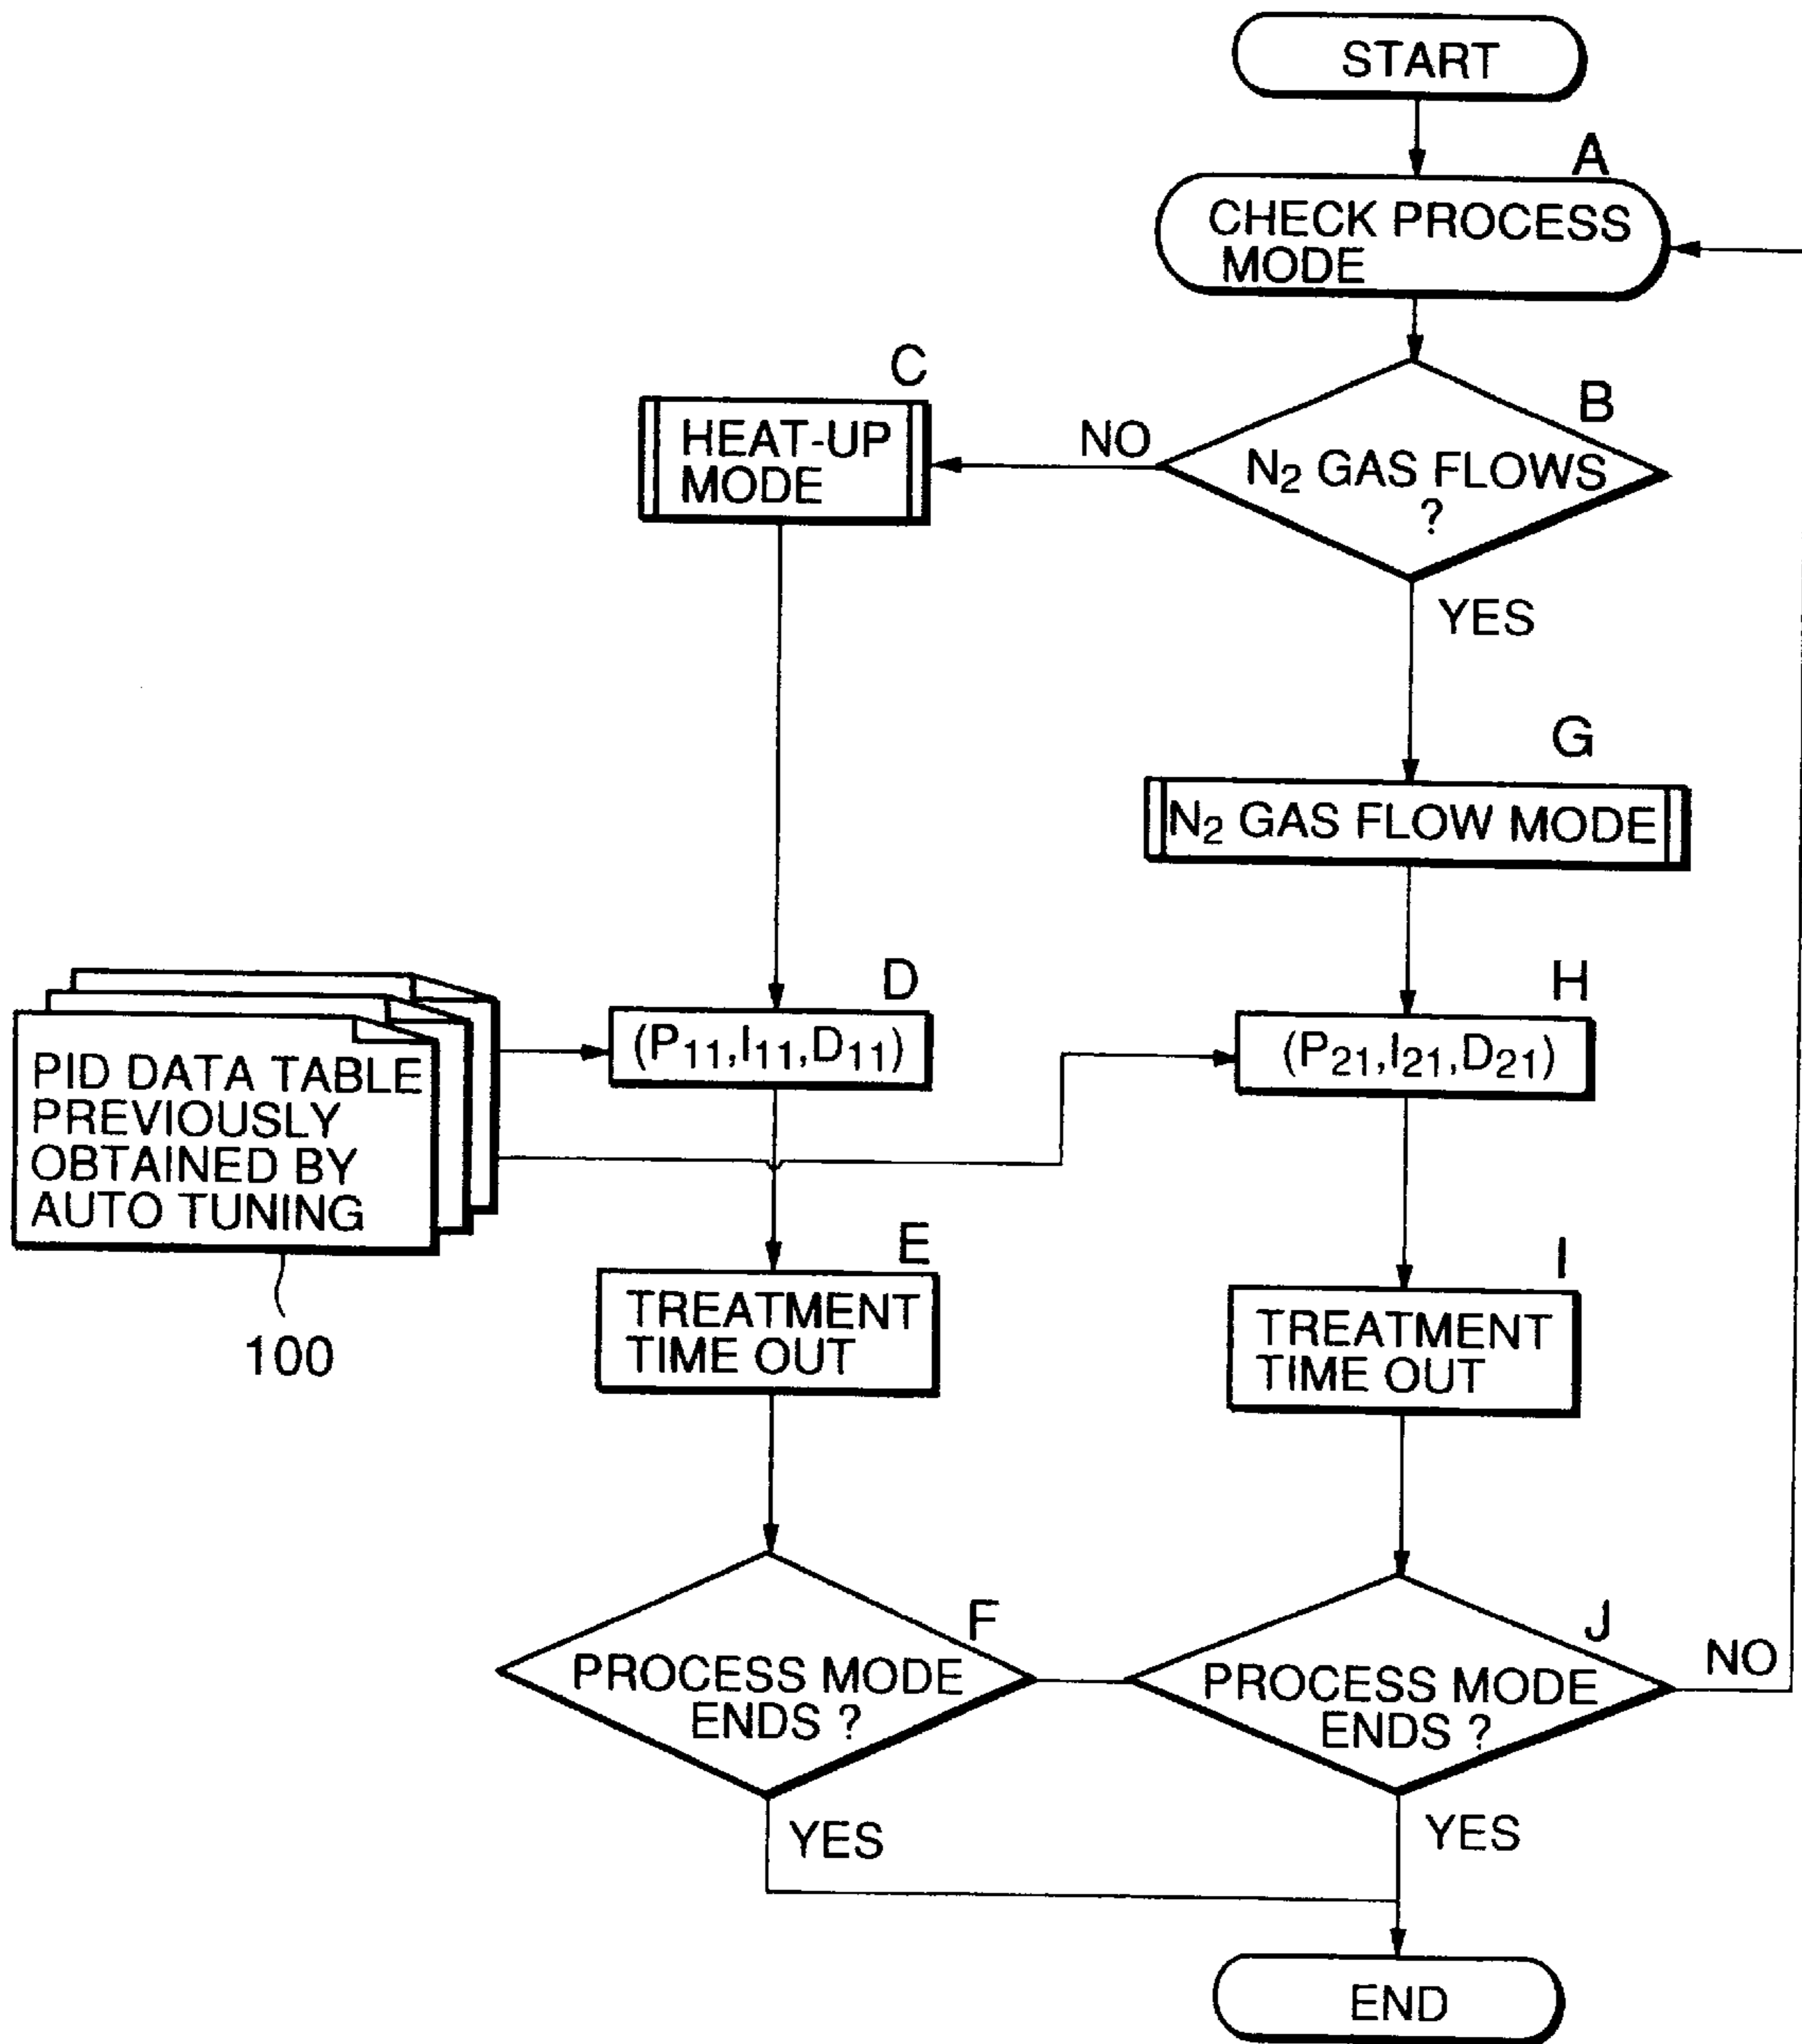 START
A
CHECK PROCESS
MODE
C
B
HEAT-UP
MODE
NO
N₂ GAS FLOWS
?
YES
G
N₂ GAS FLOW MODE
D
H
(P₁₁,I₁₁,D₁₁)
(P₂₁,I₂₁,D₂₁)
PID DATA TABLE
PREVIOUSLY
OBTAINED BY
AUTO TUNING
100
E
I
TREATMENT
TIME OUT
TREATMENT
TIME OUT
F
J
PROCESS MODE
ENDS ?
PROCESS MODE
ENDS ?
NO
YES
YES
END